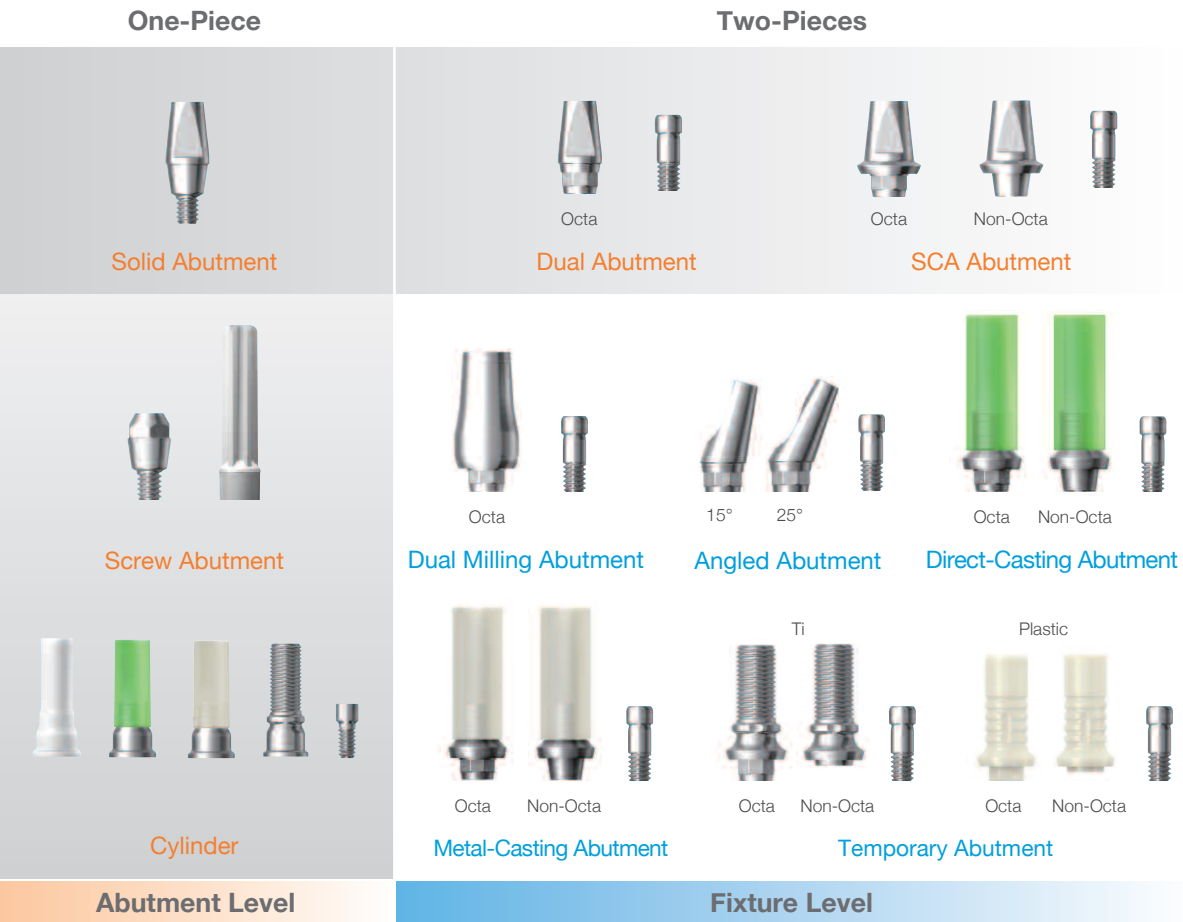 One-Piece
Two-Pieces
Octa
Octa
Non-Octa
Solid Abutment
Dual Abutment
SCA Abutment
Octa
15°
25°
Octa
Non-Octa
Screw Abutment
Dual Milling Abutment
Angled Abutment
Direct-Casting Abutment
Ti
Plastic
Octa
Non-Octa
Octa
Non-Octa
Octa
Non-Octa
Cylinder
Metal-Casting Abutment
Temporary Abutment
Abutment Level
Fixture Level